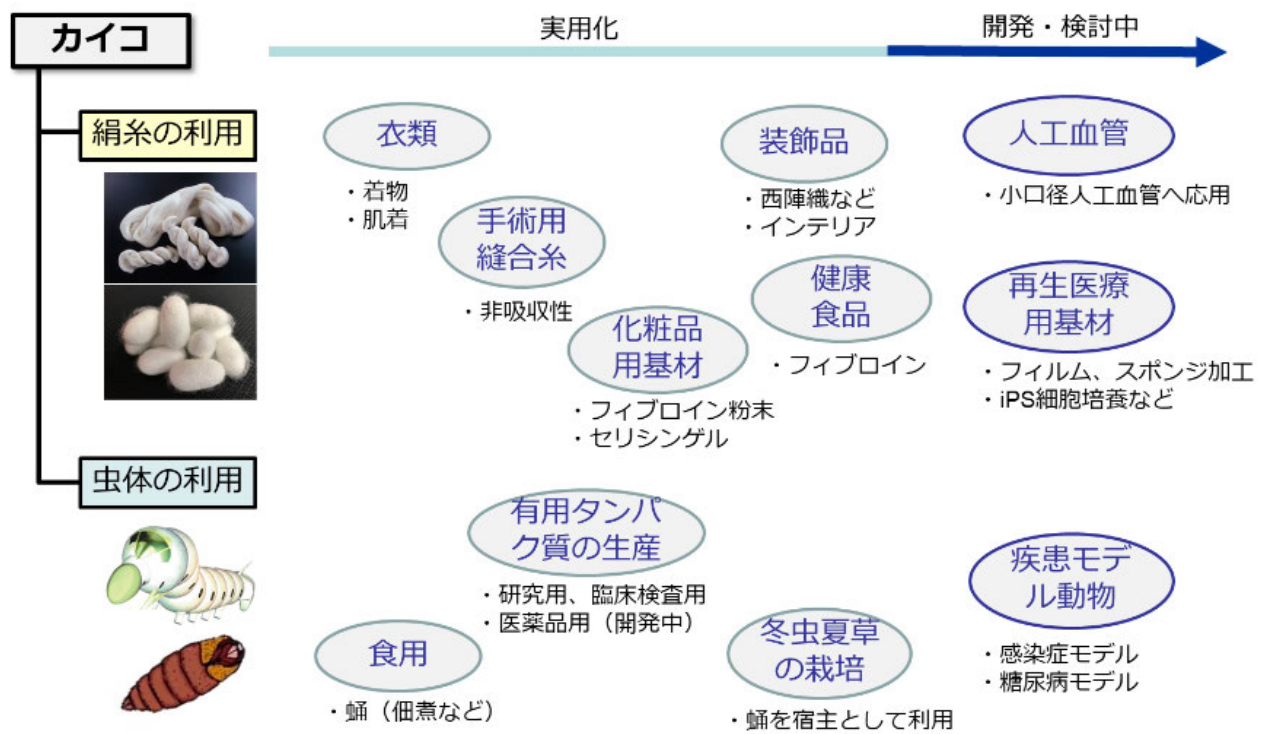 カイコ
実用化
開発・検討中
絹糸の利用
衣類
・若物
・肌着
手術用
縫合糸
・非吸収性
化粧品
用基材
・フィブロイン粉末
・セリシンゲル
装飾品
・西陣織など
・インテリア
健康
食品
・フィブロイン
人工血管
・小口径人工血管へ応用
再生医療
用基材
・フィルム、スポンジ加工
・iPS細胞培養など
虫体の利用
有用タンパ
ク質の生産
・研究用、臨床検査用
・医薬品用（開発中）
食用
・蛹（佃煮など）
冬虫夏草
の栽培
・蛹を宿主として利用
疾患モデ
ル動物
・感染症モデル
・糖尿病モデル